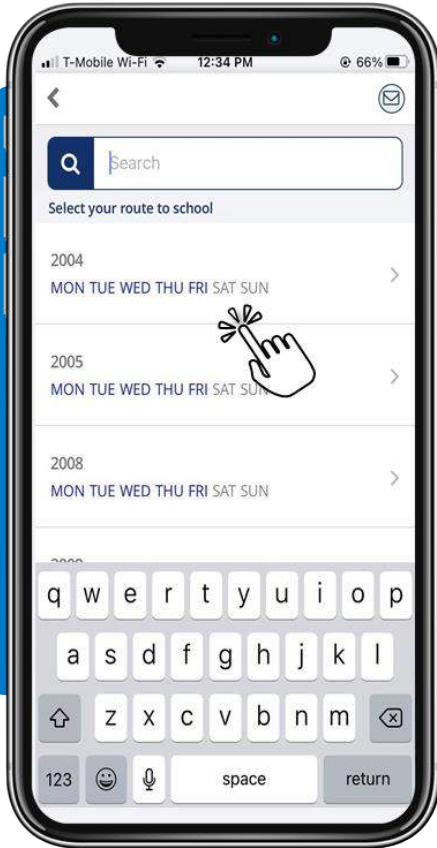 T-Mobile Wi-Fi 12:34 PM 66%
Search
Select your route to school
2004
MON TUE WED THU FRI SAT SUN
2005
MON TUE WED THU FRI SAT SUN
2008
MON TUE WED THU FRI SAT SUN
q w e r t y u i o p
a s d f g h j k l
z x c v b n m
123 space return